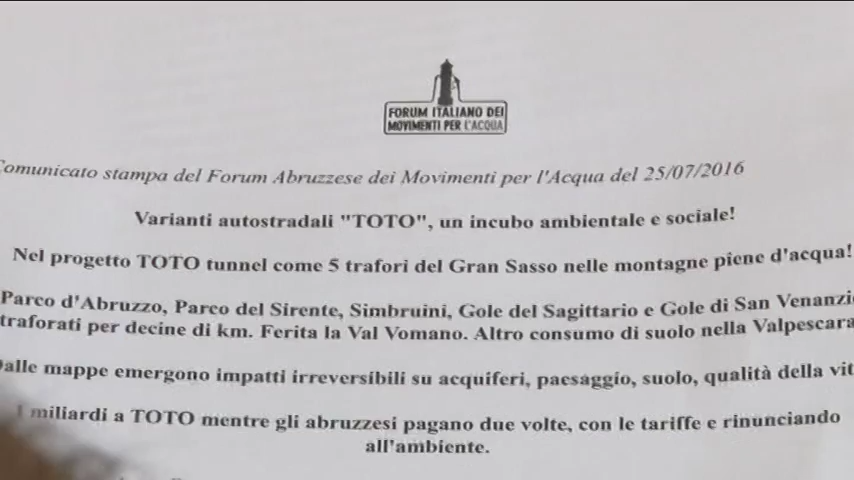 FORUM ITALIANO DEI
MOVIMENTI PER L'ACQUA
Comunicato stampa del Forum Abruzzese dei Movimenti per l'Acqua del 25/07/2016
Varianti autostradali "TOTO", un incubo ambientale e sociale!
Nel progetto TOTO tunnel come 5 trafori del Gran Sasso nelle montagne piene d'acqua!
Parco d'Abruzzo, Parco del Sirente, Simbruini, Gole del Sagittario e Gole di San Venanzio
traforati per decine di km. Ferita la Val Vomano. Altro consumo di suolo nella Valpescara
Dalle mappe emergono impatti irreversibili su acquiferi, paesaggio, suolo, qualità della vit
I miliardi a TOTO mentre gli abruzzesi pagano due volte, con le tariffe e rinunciando
all'ambiente.